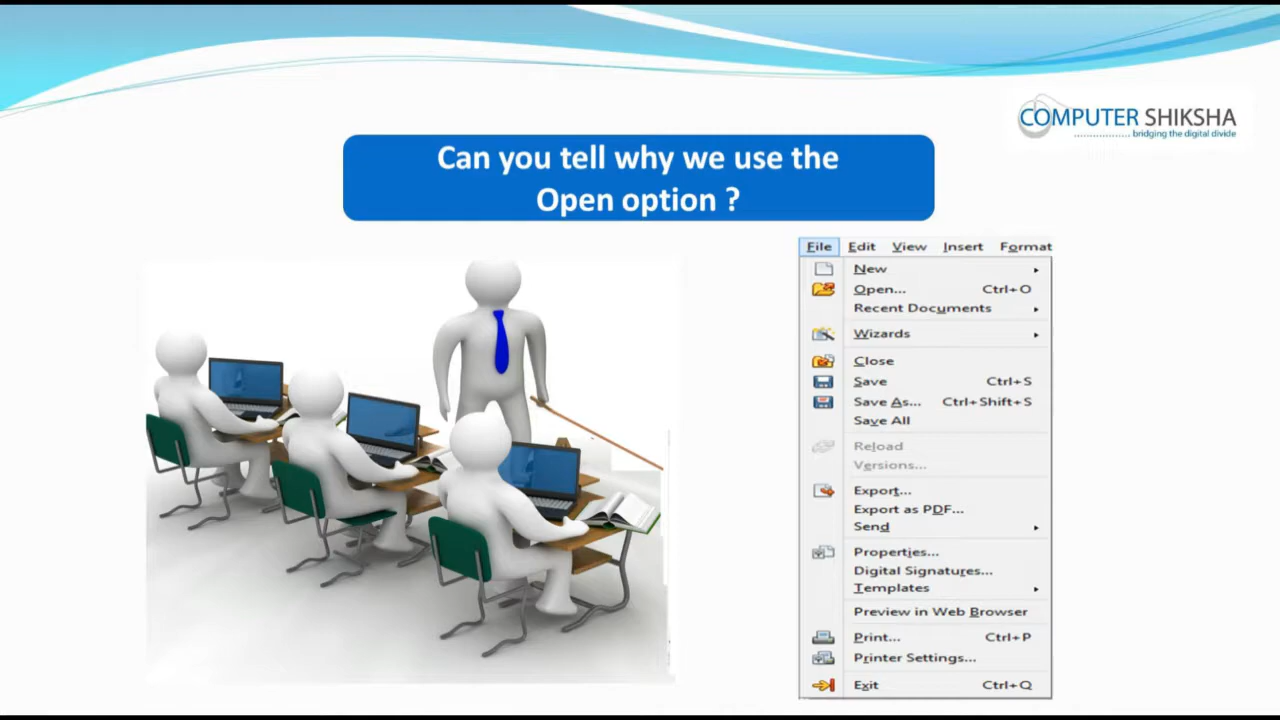 COMPUTER SHIKSHA
bridging the digital divide
Can you tell why we use the
Open option ?
File Edit View Insert Format
New
Open... Ctrl+O
Recent Documents
Wizards
Close
Save Ctrl+S
Save As... Ctrl+Shift+S
Save All
Reload
Versions...
Export...
Export as PDF...
Send
Properties...
Digital Signatures...
Templates
Preview in Web Browser
Print... Ctrl+P
Printer Settings...
Exit Ctrl+Q